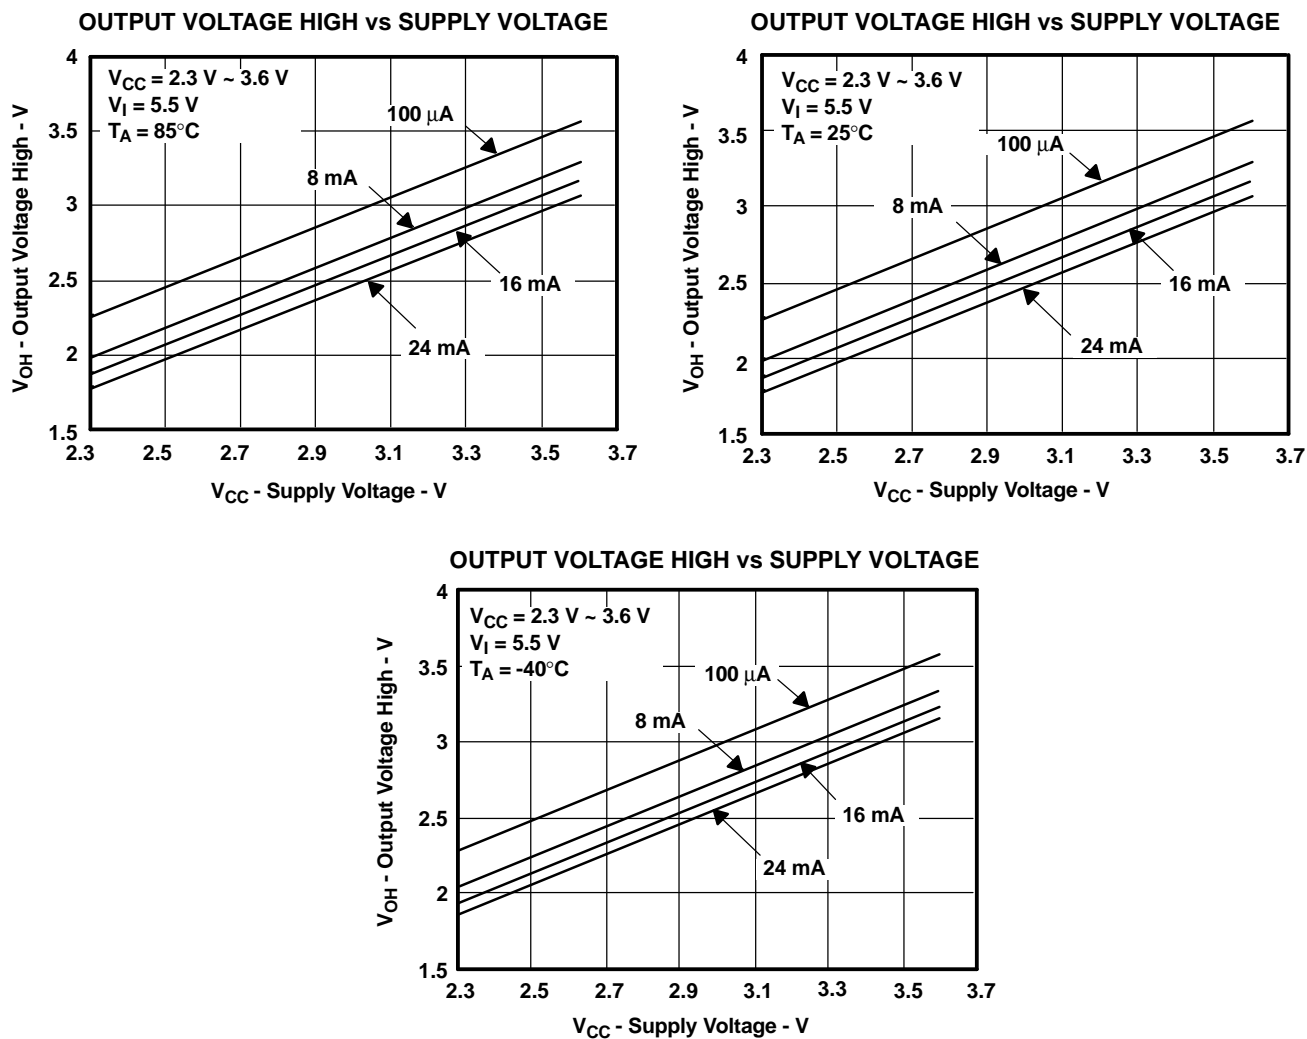 OUTPUT VOLTAGE HIGH vs SUPPLY VOLTAGE
4
3.5
3
2.5
2
1.5
V_OH - Output Voltage High - V
V_CC = 2.3 V ~ 3.6 V
V_I = 5.5 V
T_A = 85°C
100 μA
8 mA
16 mA
24 mA
2.3 2.5 2.7 2.9 3.1 3.3 3.5 3.7
V_CC - Supply Voltage - V
OUTPUT VOLTAGE HIGH vs SUPPLY VOLTAGE
4
3.5
3
2.5
2
1.5
V_OH - Output Voltage High - V
V_CC = 2.3 V ~ 3.6 V
V_I = 5.5 V
T_A = 25°C
100 μA
8 mA
16 mA
24 mA
2.3 2.5 2.7 2.9 3.1 3.3 3.5 3.7
V_CC - Supply Voltage - V
OUTPUT VOLTAGE HIGH vs SUPPLY VOLTAGE
4
3.5
3
2.5
2
1.5
V_OH - Output Voltage High - V
V_CC = 2.3 V ~ 3.6 V
V_I = 5.5 V
T_A = -40°C
100 μA
8 mA
16 mA
24 mA
2.3 2.5 2.7 2.9 3.1 3.3 3.5 3.7
V_CC - Supply Voltage - V